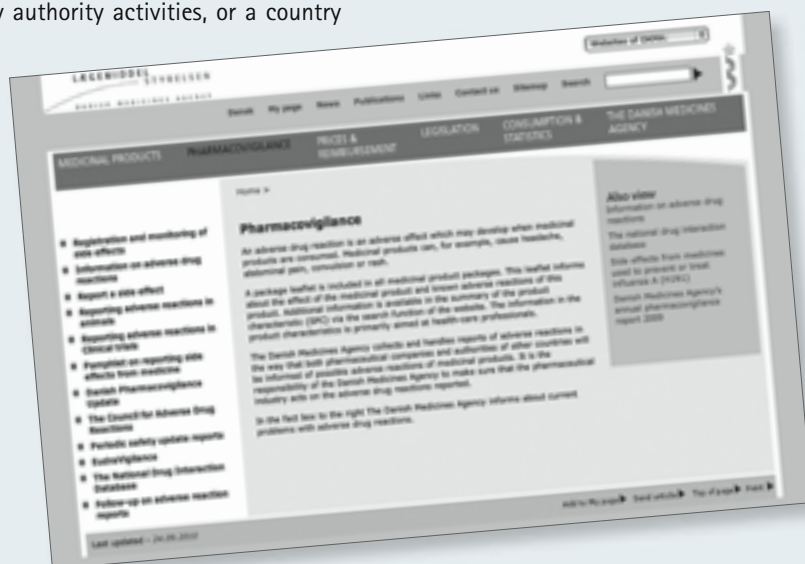 y authority activities, or a country
LÆGEMIDDEL
STYRELSEN
DANISH MEDICINES AGENCY
Websites of DKMA:
Dansk My page News Publications Links Contact us Sitemap Search
MEDICINAL PRODUCTS
PHARMACOVIGILANCE
PRICES &
REIMBURSEMENT
LEGISLATION
CONSUMPTION &
STATISTICS
THE DANISH MEDICINES
AGENCY
Registration and monitoring of
side effects
Information on adverse drug
reactions
Report a side effect
Reporting adverse reactions in
animals
Reporting adverse reactions in
Clinical trials
Pamphlet on reporting side
effects from medicine
Danish Pharmacovigilance
Update
The Council for Adverse Drug
Reactions
Periodic safety update reports
EudraVigilance
The National Drug Interaction
Database
Follow-up on adverse reaction
reports
Home >
Pharmacovigilance
An adverse drug reaction is an adverse effect which may develop when medicinal
products are consumed. Medicinal products can, for example, cause headache,
abdominal pain, convulsion or rash.
A package leaflet is included in all medicinal product packages. This leaflet informs
about the effect of the medicinal product and known adverse reactions of this
product. Additional information is available in the summary of the product
characteristic (SPC) via the search function of the website. The information in the
product characteristics is primarily aimed at health-care professionals.
The Danish Medicines Agency collects and handles reports of adverse reactions in
the way that both pharmaceutical companies and authorities of other countries will
be informed of possible adverse reactions of medicinal products. It is the
responsibility of the Danish Medicines Agency to make sure that the pharmaceutical
industry acts on the adverse drug reactions reported.
In the fact box to the right The Danish Medicines Agency informs about current
problems with adverse drug reactions.
Also view
Information on adverse drug
reactions
The national drug interaction
database
Side effects from medicines
used to prevent or treat
influenza A (H1N1)
Danish Medicines Agency's
annual pharmacovigilance
report 2009
Last updated - 24.06.2010
Add to My page Send article Top of page Print